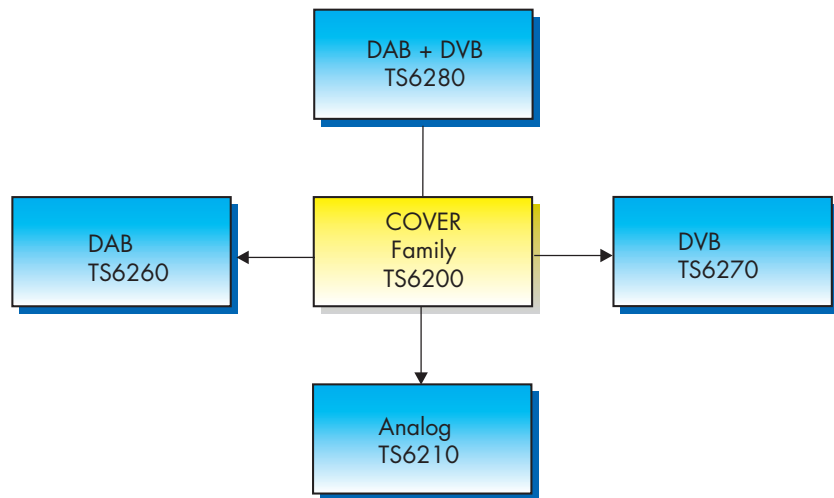 DAB + DVB
TS6280
DAB
TS6260
COVER
Family
TS6200
DVB
TS6270
Analog
TS6210